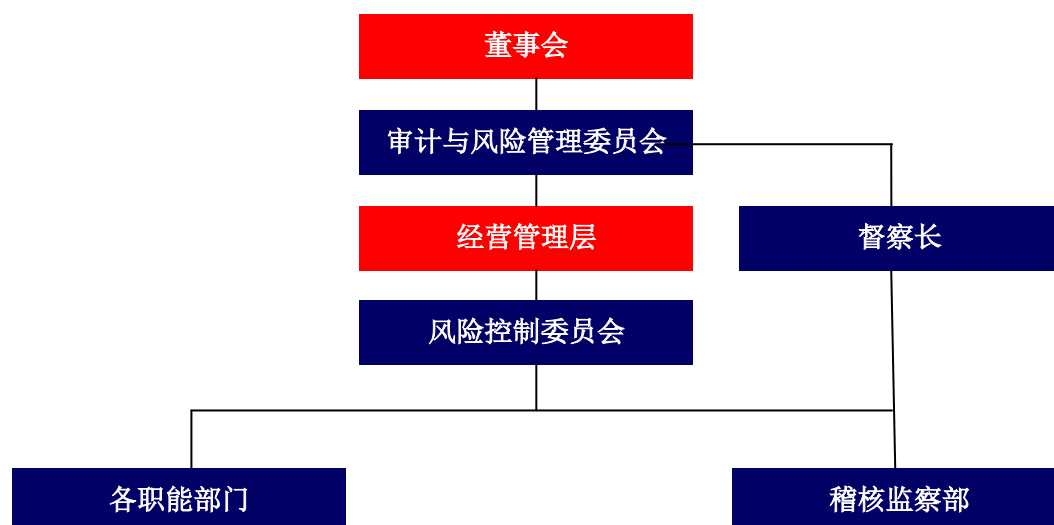 董事会
审计与风险管理委员会
经营管理层
督察长
风险控制委员会
各职能部门
稽核监察部